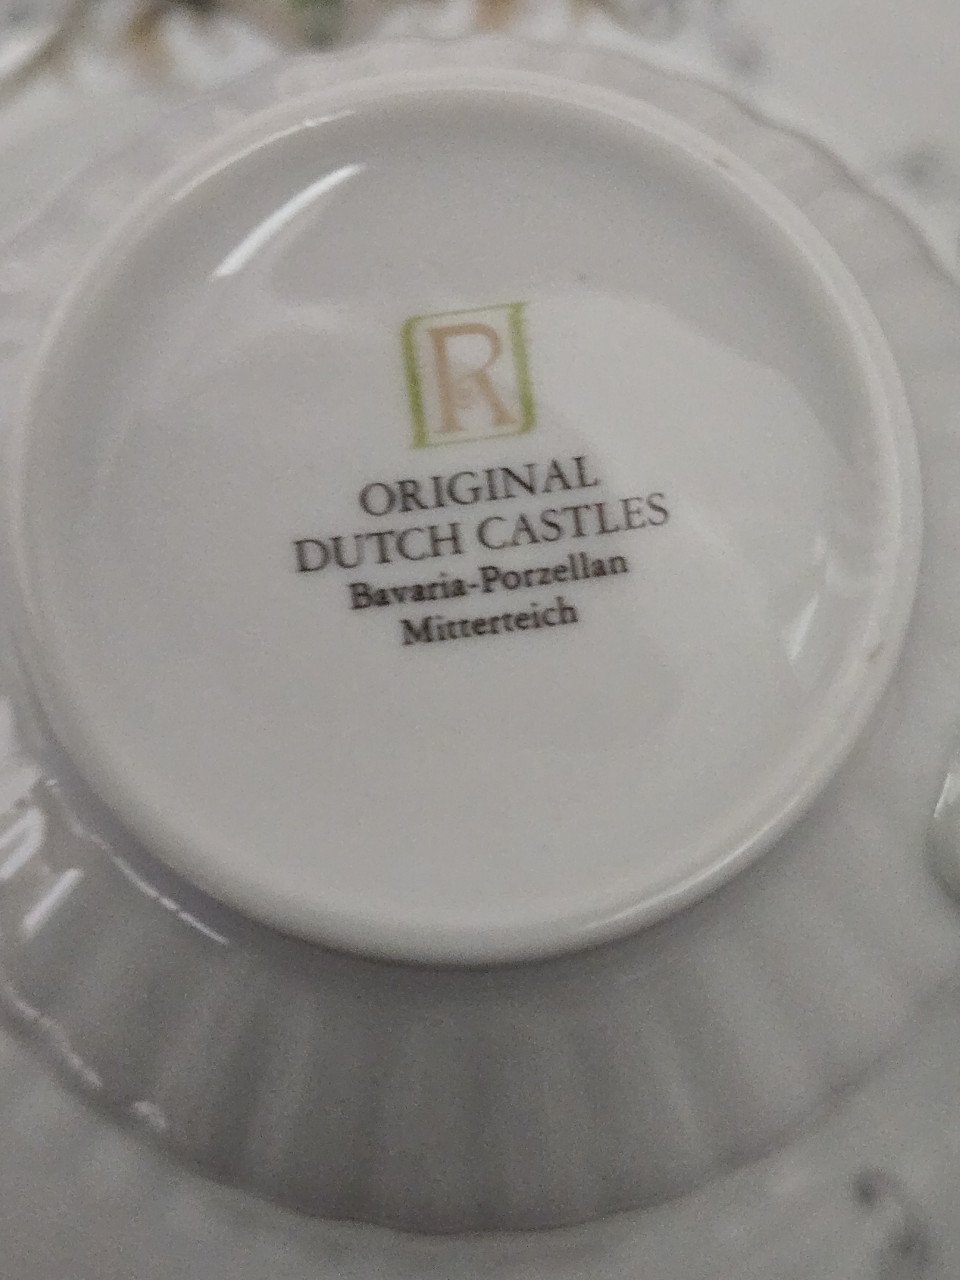 R
ORIGINAL
DUTCH CASTLES
Bavaria-Porzellan
Mitterteich